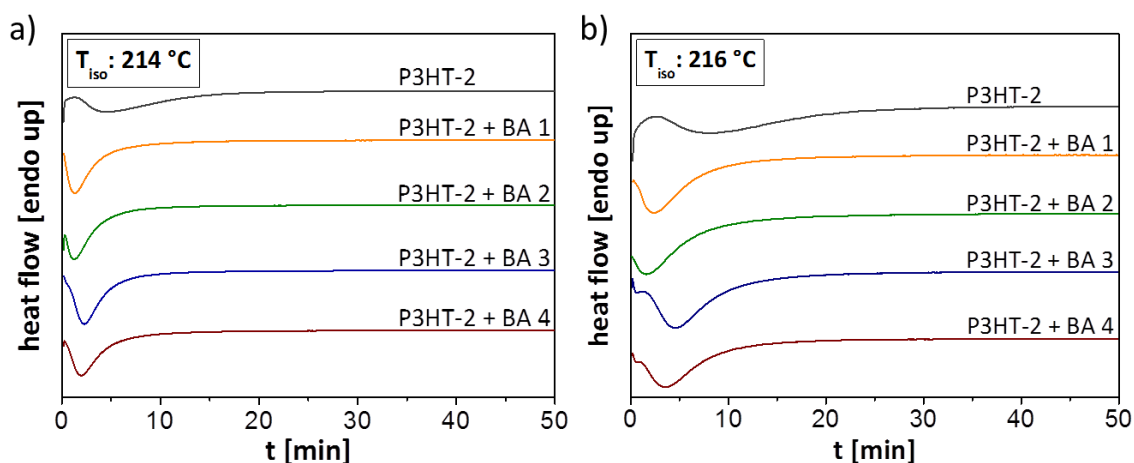 a)
T_iso: 214 °C
P3HT-2
P3HT-2 + BA 1
P3HT-2 + BA 2
P3HT-2 + BA 3
P3HT-2 + BA 4
heat flow [endo up]
0 10 20 30 40 50
t [min]
b)
T_iso: 216 °C
P3HT-2
P3HT-2 + BA 1
P3HT-2 + BA 2
P3HT-2 + BA 3
P3HT-2 + BA 4
heat flow [endo up]
0 10 20 30 40 50
t [min]